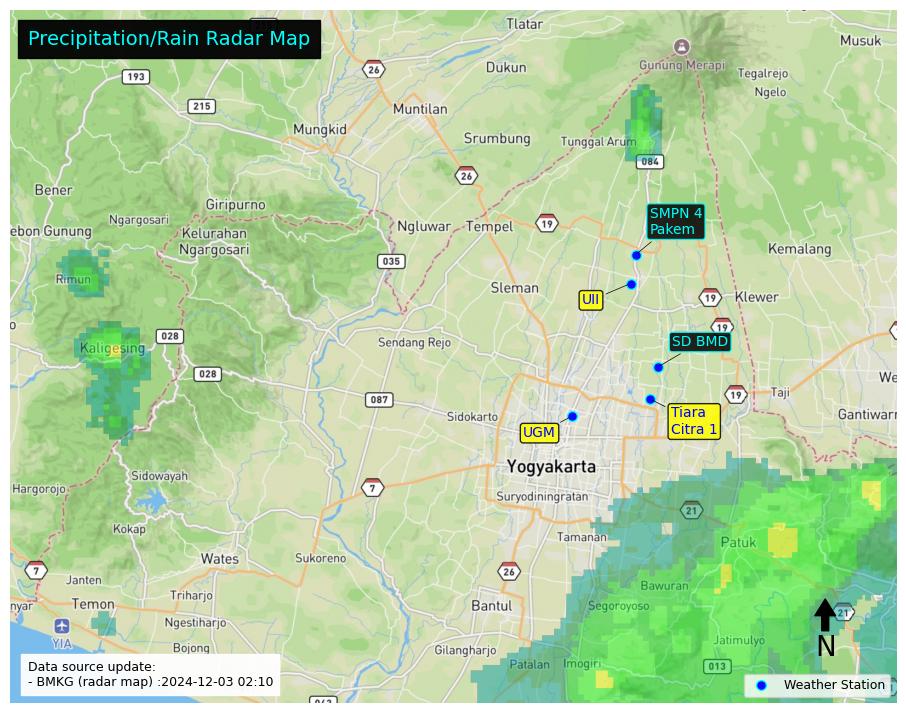 Precipitation/Rain Radar Map
Tlatar
Musuk
26
Gunung Merapi
193
Dukun
Tegalrejo
Ngelo
215
Muntilan
Mungkid
Srumbung
Tunggal Arum
084
26
Bener
Giripurno
SMPN 4
Pakem
Ngargosari
ebon Gunung
Kelurahan
Ngargosari
Ngluwar
Tempel
19
Kemalang
035
Rimun
Sleman
UII
19
Klewer
19
028
Kaligesing
Sendang Rejo
SD BMD
028
We
087
19
Taji
Sidokarto
Tiara
Citra 1
Gantiwarn
UGM
Yogyakarta
Sidowayah
Hargorojo
7
Suryodiningratan
21
Kokap
Tamanan
Patuk
Wates
Sukoreno
7
26
Janten
Bawuran
Triharjo
nyar
Temon
Bantul
Segoroyoso
21
Ngestiharjo
YIA
Jatimulyo
Bojong
Gilangharjo
N
Patalan
Imogiri
013
Data source update:
- BMKG (radar map) :2024-12-03 02:10
Weather Station